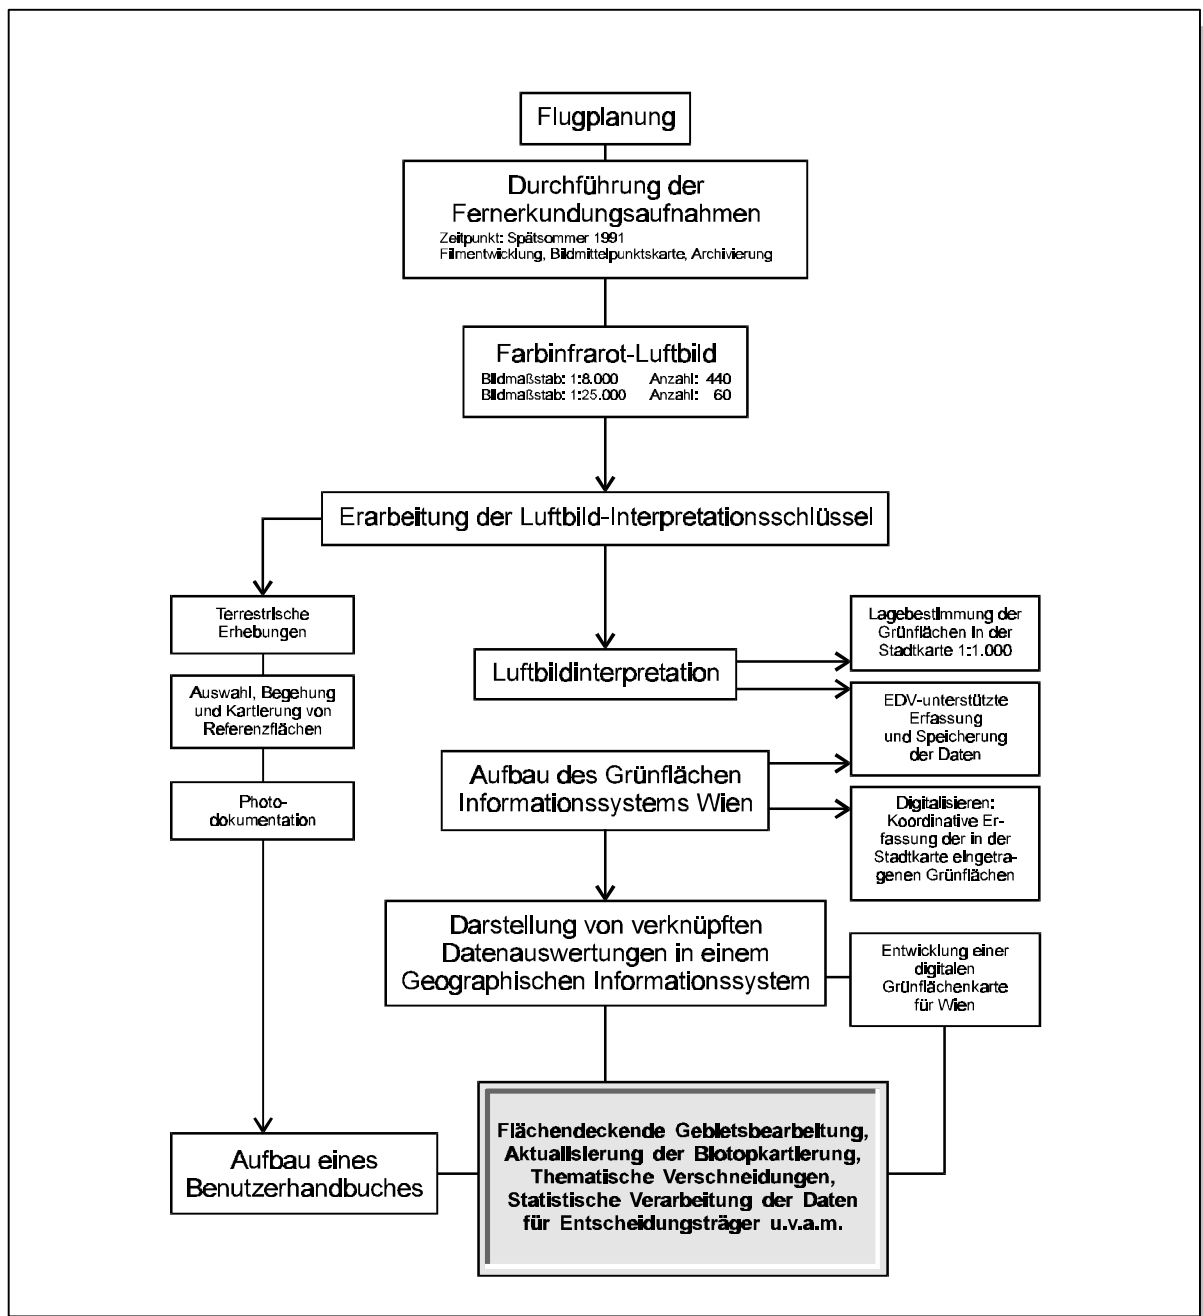 Flugplanung
Durchführung der
Fernerkundungsaufnahmen
Zeitpunkt: Spätsommer 1991
Filmentwicklung, Bildmittelpunktskarte, Archivierung
Farbinfrarot-Luftbild
Bildmaßstab: 1:8.000 Anzahl: 440
Bildmaßstab: 1:25.000 Anzahl: 60
Erarbeitung der Luftbild-Interpretationsschlüssel
Terrestrische
Erhebungen
Auswahl, Begehung
und Kartierung von
Referenzflächen
Photo-
dokumentation
Luftbildinterpretation
Lagebestimmung der
Grünflächen in der
Stadtkarte 1:1.000
EDV-unterstützte
Erfassung
und Speicherung
der Daten
Aufbau des Grünflächen
Informationssystems Wien
Digitalisieren:
Koordinative Er-
fassung der in der
Stadtkarte eingetra-
genen Grünflächen
Darstellung von verknüpften
Datenauswertungen in einem
Geographischen Informationssystem
Entwicklung einer
digitalen
Grünflächenkarte
für Wien
Aufbau eines
Benutzerhandbuches
Flächendeckende Gebietsbearbeitung,
Aktualisierung der Biotopkartierung,
Thematische Verschneidungen,
Statistische Verarbeitung der Daten
für Entscheidungsträger u.v.a.m.